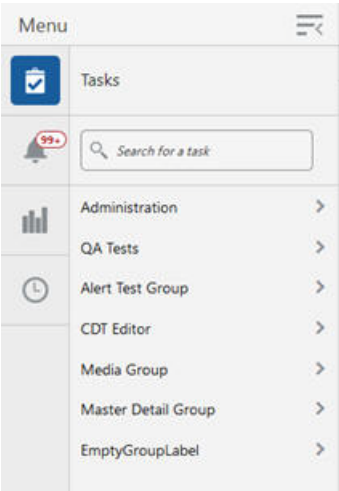 Menu
Tasks
99+
Search for a task
Administration
QA Tests
Alert Test Group
CDT Editor
Media Group
Master Detail Group
EmptyGroupLabel